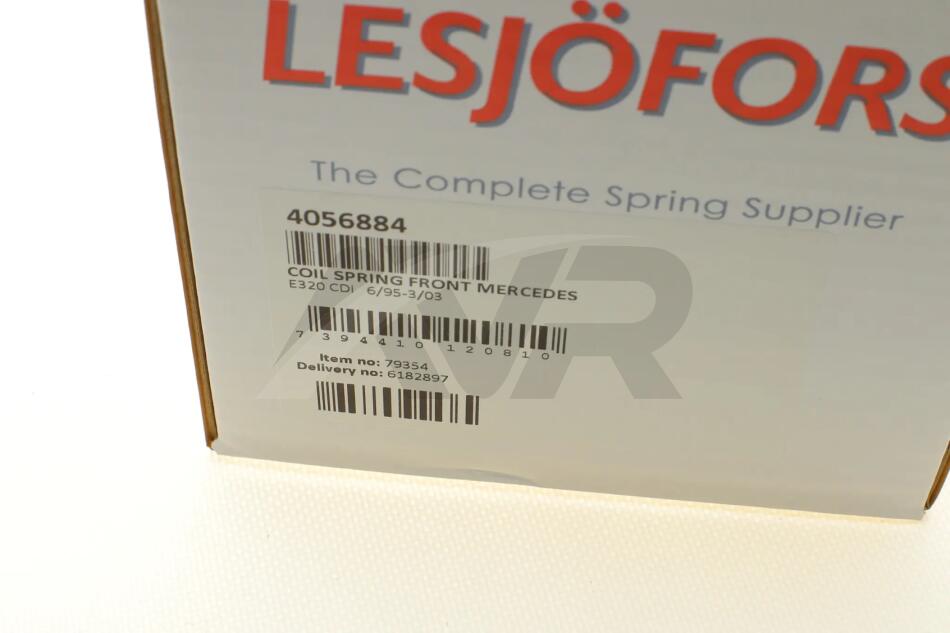 LESJÖFORS
The Complete Spring Supplier
4056884
COIL SPRING FRONT MERCEDES
E320 CDI 6/95-3/03
7 394410 120810
Item no: 79354
Delivery no: 6182897
AVR